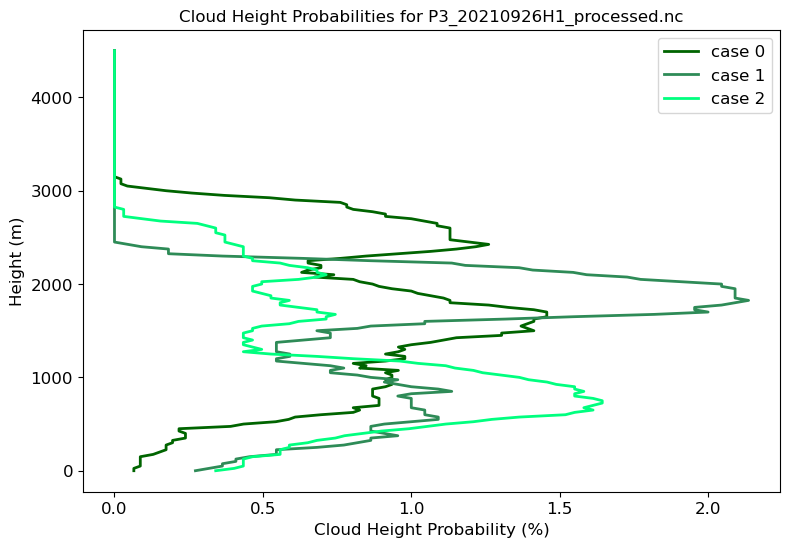 Cloud Height Probabilities for P3_20210926H1_processed.nc
case 0
case 1
case 2
4000
3000
2000
1000
0
Height (m)
0.0 0.5 1.0 1.5 2.0
Cloud Height Probability (%)